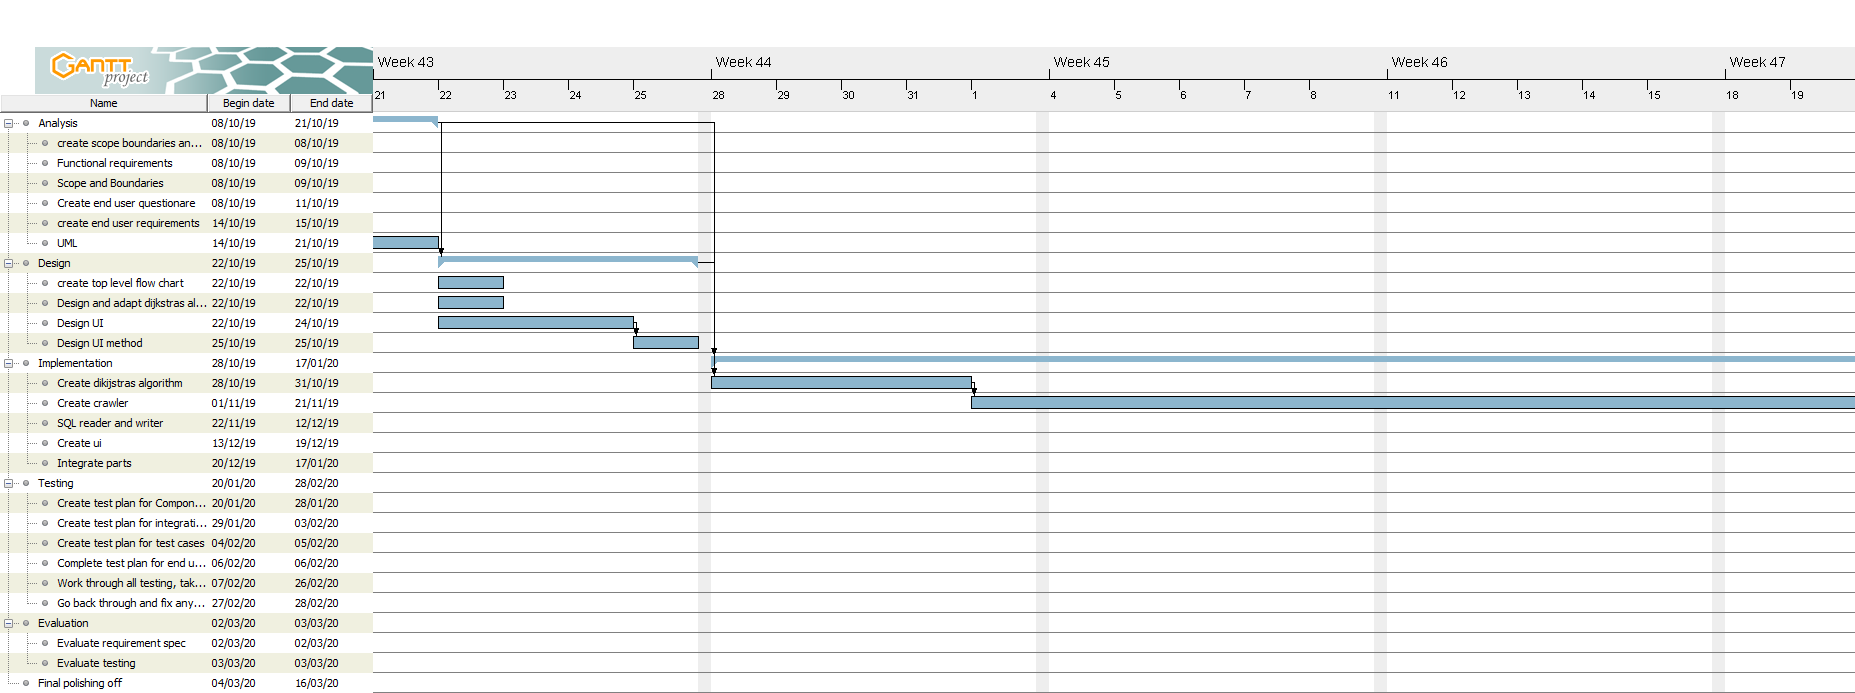 GANTT
project
Week 43 Week 44 Week 45 Week 46 Week 47
21 22 23 24 25 28 29 30 31 1 4 5 6 7 8 11 12 13 14 15 18 19
Name Begin date End date
Analysis 08/10/19 21/10/19
create scope boundaries an... 08/10/19 08/10/19
Functional requirements 08/10/19 09/10/19
Scope and Boundaries 08/10/19 09/10/19
Create end user questionare 08/10/19 11/10/19
create end user requirements 14/10/19 15/10/19
UML 14/10/19 21/10/19
Design 22/10/19 25/10/19
create top level flow chart 22/10/19 22/10/19
Design and adapt dijkstras al... 22/10/19 22/10/19
Design UI 22/10/19 24/10/19
Design UI method 25/10/19 25/10/19
Implementation 28/10/19 17/01/20
Create dikijstras algorithm 28/10/19 31/10/19
Create crawler 01/11/19 21/11/19
SQL reader and writer 22/11/19 12/12/19
Create ui 13/12/19 19/12/19
Integrate parts 20/12/19 17/01/20
Testing 20/01/20 28/02/20
Create test plan for Compon... 20/01/20 28/01/20
Create test plan for integrati... 29/01/20 03/02/20
Create test plan for test cases 04/02/20 05/02/20
Complete test plan for end u... 06/02/20 06/02/20
Work through all testing, tak... 07/02/20 26/02/20
Go back through and fix any... 27/02/20 28/02/20
Evaluation 02/03/20 03/03/20
Evaluate requirement spec 02/03/20 02/03/20
Evaluate testing 03/03/20 03/03/20
Final polishing off 04/03/20 16/03/20